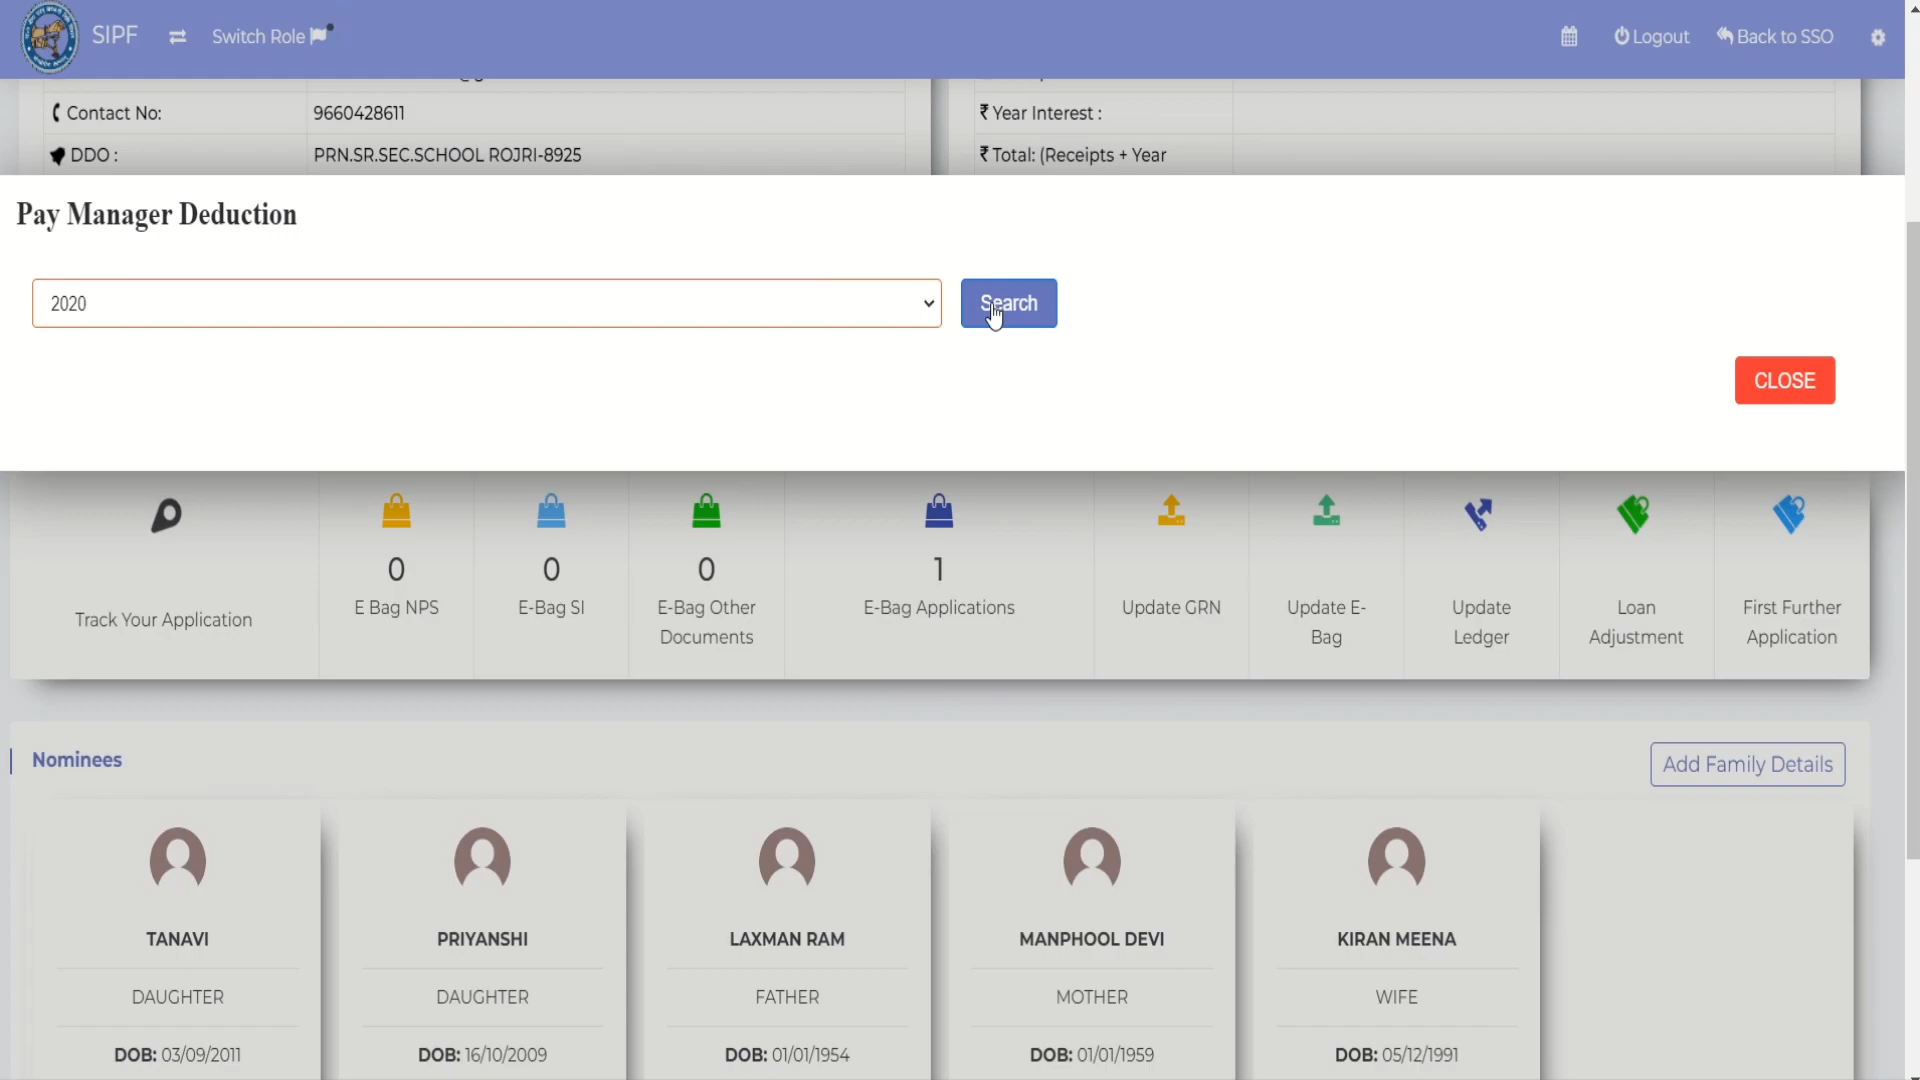 SIPF
Switch Role
Logout
Back to SSO
Contact No:
9660428611
Year Interest :
DDO :
PRN.SR.SEC.SCHOOL ROJRI-8925
₹ Total: (Receipts + Year
Pay Manager Deduction
2020
Search
CLOSE
Track Your Application
0
E Bag NPS
0
E-Bag SI
0
E-Bag Other
Documents
1
E-Bag Applications
Update GRN
Update E-
Bag
Update
Ledger
Loan
Adjustment
First Further
Application
Nominees
Add Family Details
TANAVI
DAUGHTER
DOB: 03/09/2011
PRIYANSHI
DAUGHTER
DOB: 16/10/2009
LAXMAN RAM
FATHER
DOB: 01/01/1954
MANPHOOL DEVI
MOTHER
DOB: 01/01/1959
KIRAN MEENA
WIFE
DOB: 05/12/1991